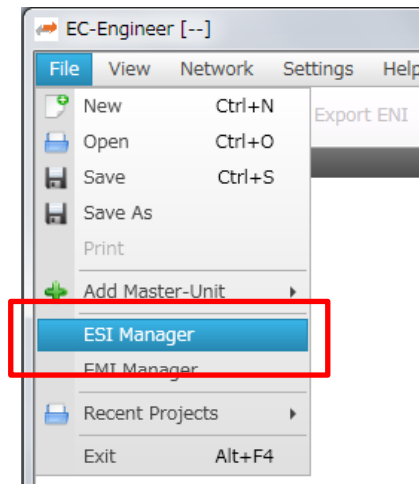 EC-Engineer [--]
File View Network Settings Help
New Ctrl+N
Export ENI
Open Ctrl+O
Save Ctrl+S
Save As
Print
Add Master-Unit
ESI Manager
EMI Manager
Recent Projects
Exit Alt+F4